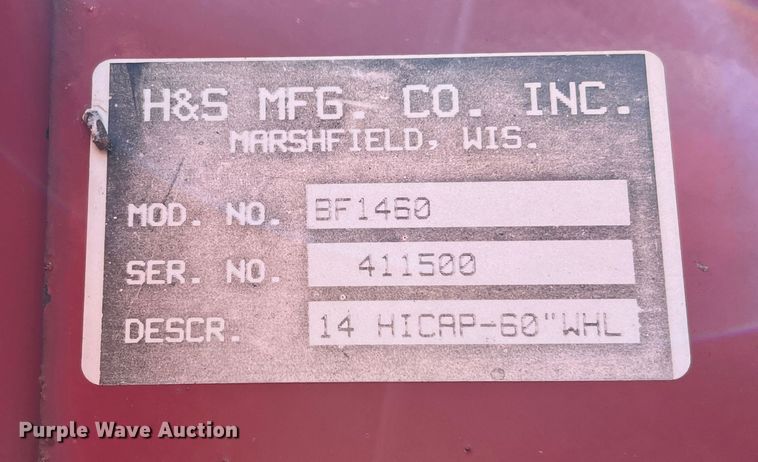 H&S MFG. CO. INC.
MARSHFIELD, WIS.
MOD. NO. BF1460
SER. NO. 411500
DESCR. 14 HICAP-60"WHL
Purple Wave Auction